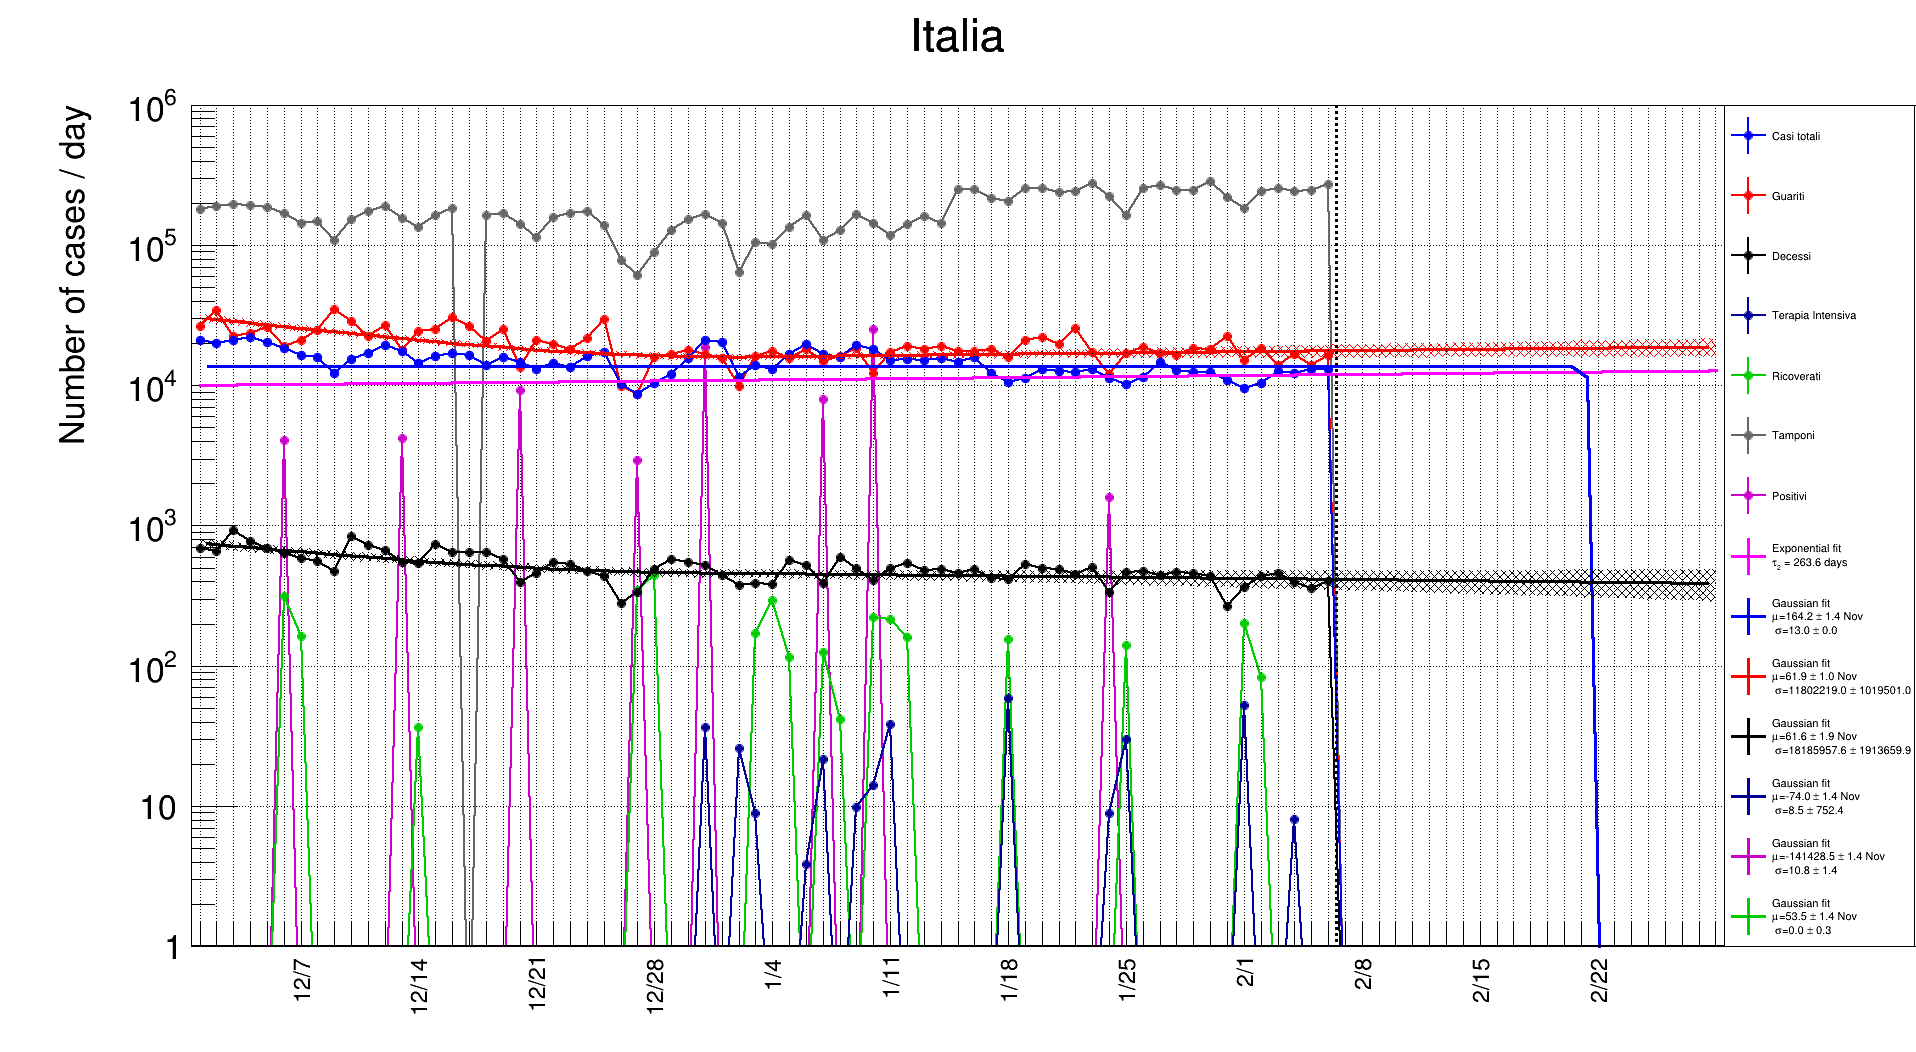 Italia
Number of cases / day
10^6
10^5
10^4
10^3
10^2
10
1
12/7
12/14
12/21
12/28
1/4
1/11
1/18
1/25
2/1
2/8
2/15
2/22
Casi totali
Guariti
Decessi
Terapia Intensiva
Ricoverati
Tamponi
Positivi
Exponential fit
τ_2 = 263.6 days
Gaussian fit
μ=164.2 ± 1.4 Nov
σ=13.0 ± 0.0
Gaussian fit
μ=61.9 ± 1.0 Nov
σ=11802219.0 ± 1019501.0
Gaussian fit
μ=61.6 ± 1.9 Nov
σ=18185957.6 ± 1913659.9
Gaussian fit
μ=-74.0 ± 1.4 Nov
σ=8.5 ± 752.4
Gaussian fit
μ=-141428.5 ± 1.4 Nov
σ=10.8 ± 1.4
Gaussian fit
μ=53.5 ± 1.4 Nov
σ=0.0 ± 0.3